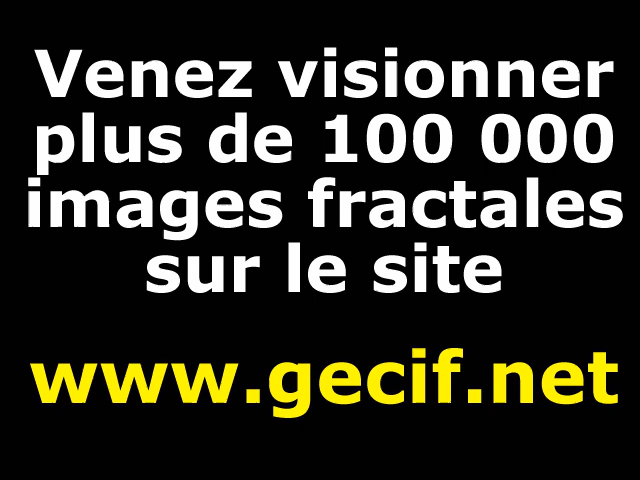 Venez visionner
plus de 100 000
images fractales
sur le site
www.gecif.net